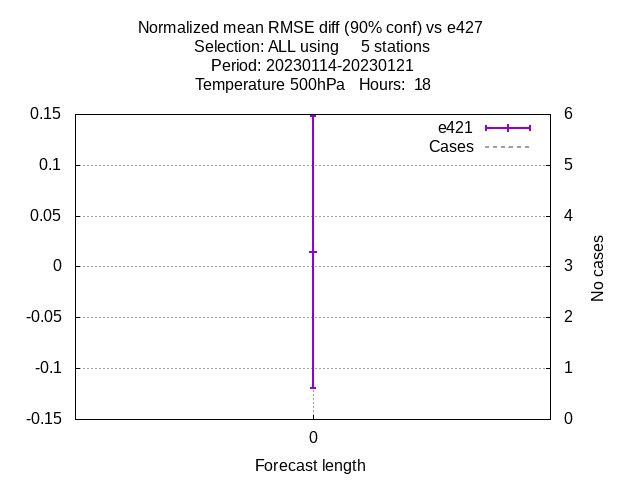 Normalized mean RMSE diff (90% conf) vs e427
Selection: ALL using     5 stations
Period: 20230114-20230121
Temperature 500hPa   Hours:  18
0.15
0.1
0.05
0
-0.05
-0.1
-0.15
e421
Cases
6
5
4
3
2
1
0
No cases
0
Forecast length